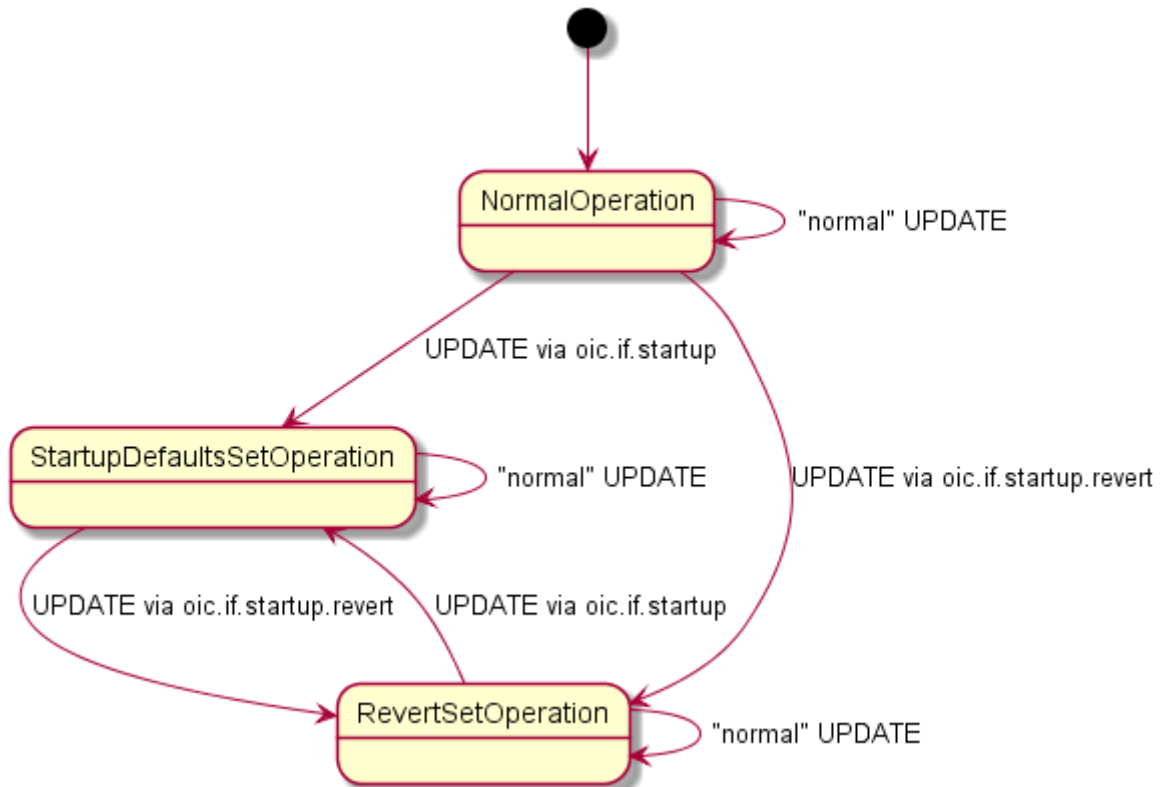 NormalOperation
"normal" UPDATE
UPDATE via oic.if.startup
StartupDefaultsSetOperation
"normal" UPDATE
UPDATE via oic.if.startup.revert
UPDATE via oic.if.startup.revert
UPDATE via oic.if.startup
RevertSetOperation
"normal" UPDATE